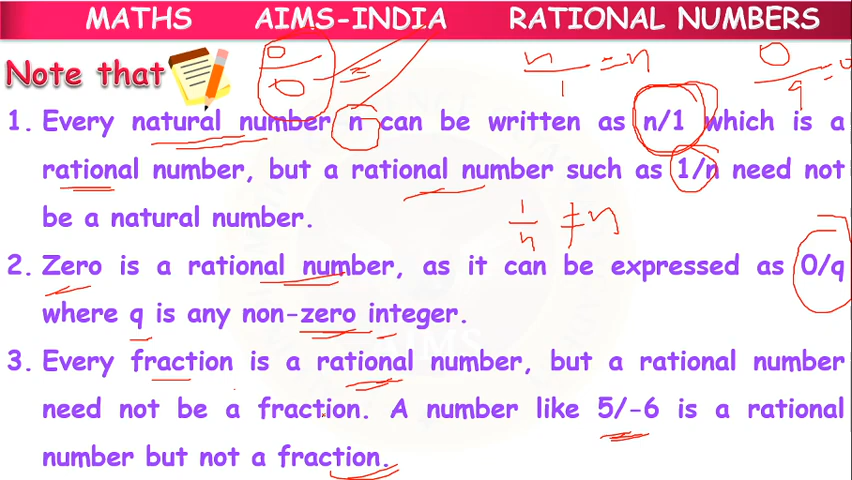 MATHS AIMS-INDIA RATIONAL NUMBERS
Note that
n/1 = n
1. Every natural number n can be written as n/1 which is a
rational number, but a rational number such as 1/n need not
be a natural number.
1/n ≠ n
2. Zero is a rational number, as it can be expressed as 0/q
where q is any non-zero integer.
3. Every fraction is a rational number, but a rational number
need not be a fraction. A number like 5/-6 is a rational
number but not a fraction.